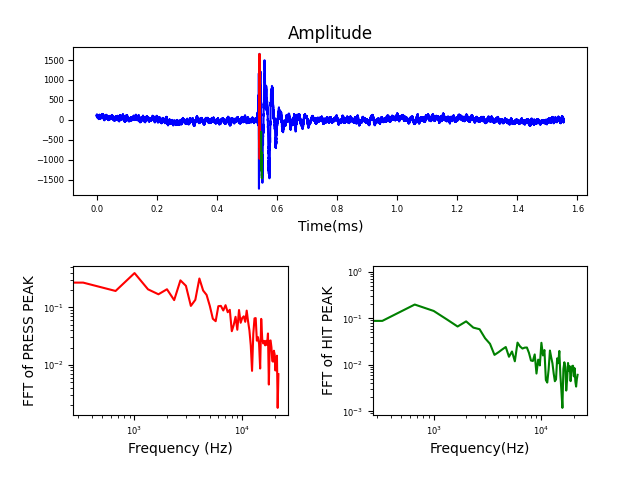 Amplitude
1500
1000
500
0
−500
−1000
−1500
0.0 0.2 0.4 0.6 0.8 1.0 1.2 1.4 1.6
Time(ms)
FFT of PRESS PEAK
10⁻¹
10⁻²
10³ 10⁴
Frequency (Hz)
FFT of HIT PEAK
10⁰
10⁻¹
10⁻²
10⁻³
10³ 10⁴
Frequency(Hz)